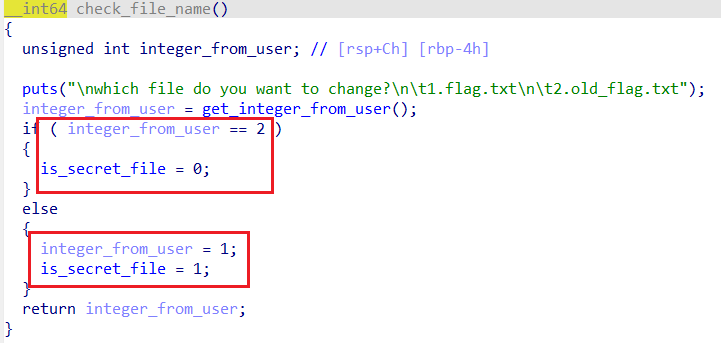 __int64 check_file_name()
{
  unsigned int integer_from_user; // [rsp+Ch] [rbp-4h]
  puts("\nwhich file do you want to change?\n\t1.flag.txt\n\t2.old_flag.txt");
  integer_from_user = get_integer_from_user();
  if ( integer_from_user == 2 )
  {
    is_secret_file = 0;
  }
  else
  {
    integer_from_user = 1;
    is_secret_file = 1;
  }
  return integer_from_user;
}